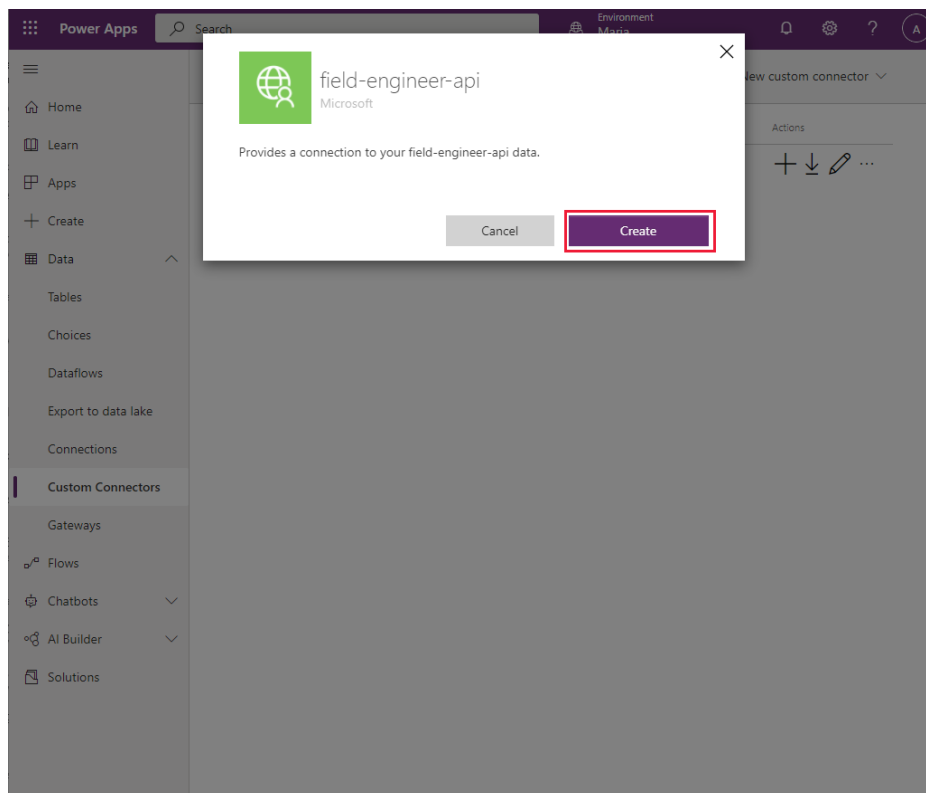 Power Apps
Search
Environment
Maria
A
field-engineer-api
Microsoft
Provides a connection to your field-engineer-api data.
Cancel
Create
New custom connector
Actions
Home
Learn
Apps
Create
Data
Tables
Choices
Dataflows
Export to data lake
Connections
Custom Connectors
Gateways
Flows
Chatbots
AI Builder
Solutions